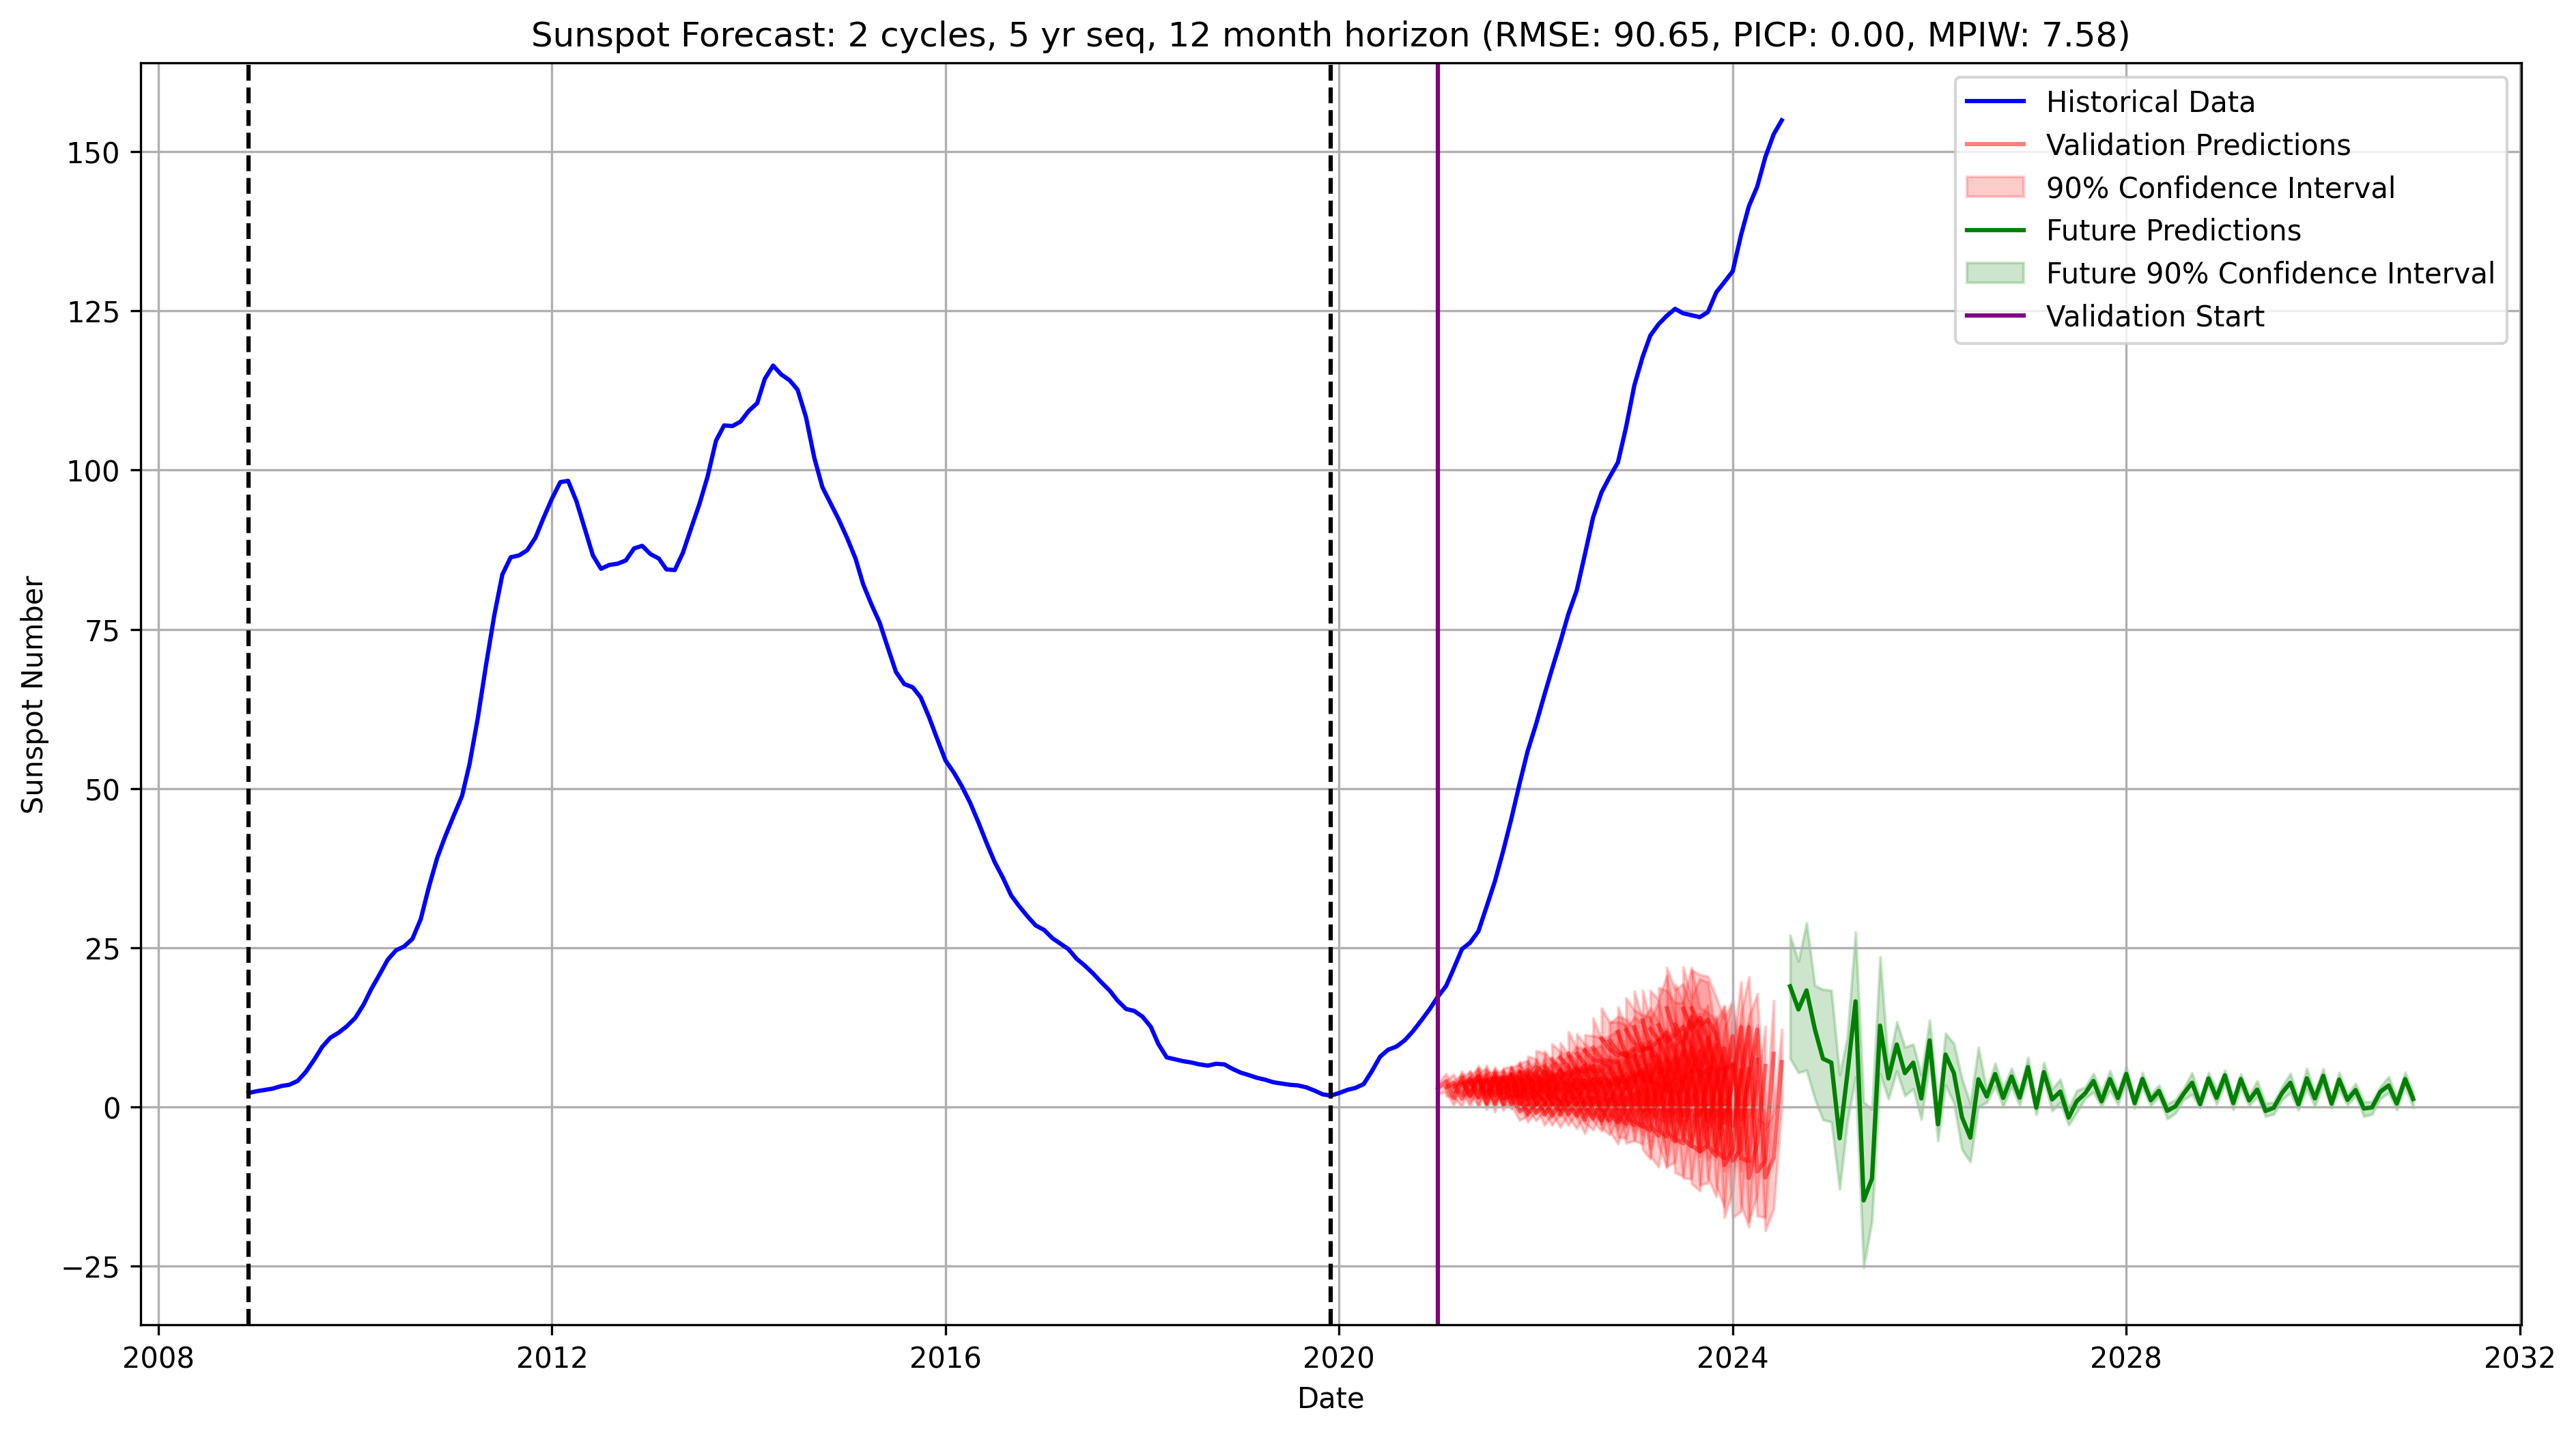 Sunspot Forecast: 2 cycles, 5 yr seq, 12 month horizon (RMSE: 90.65, PICP: 0.00, MPIW: 7.58)
Historical Data
Validation Predictions
90% Confidence Interval
Future Predictions
Future 90% Confidence Interval
Validation Start
Sunspot Number
150
125
100
75
50
25
0
−25
2008 2012 2016 2020 2024 2028 2032
Date